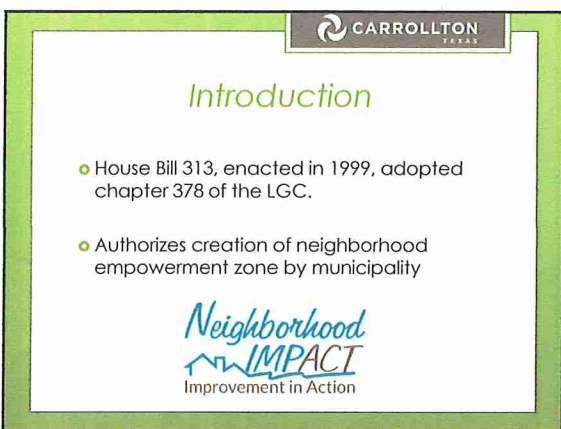 CARROLLTON
TEXAS
Introduction
House Bill 313, enacted in 1999, adopted
chapter 378 of the LGC.
Authorizes creation of neighborhood
empowerment zone by municipality
Neighborhood
IMPACT
Improvement in Action